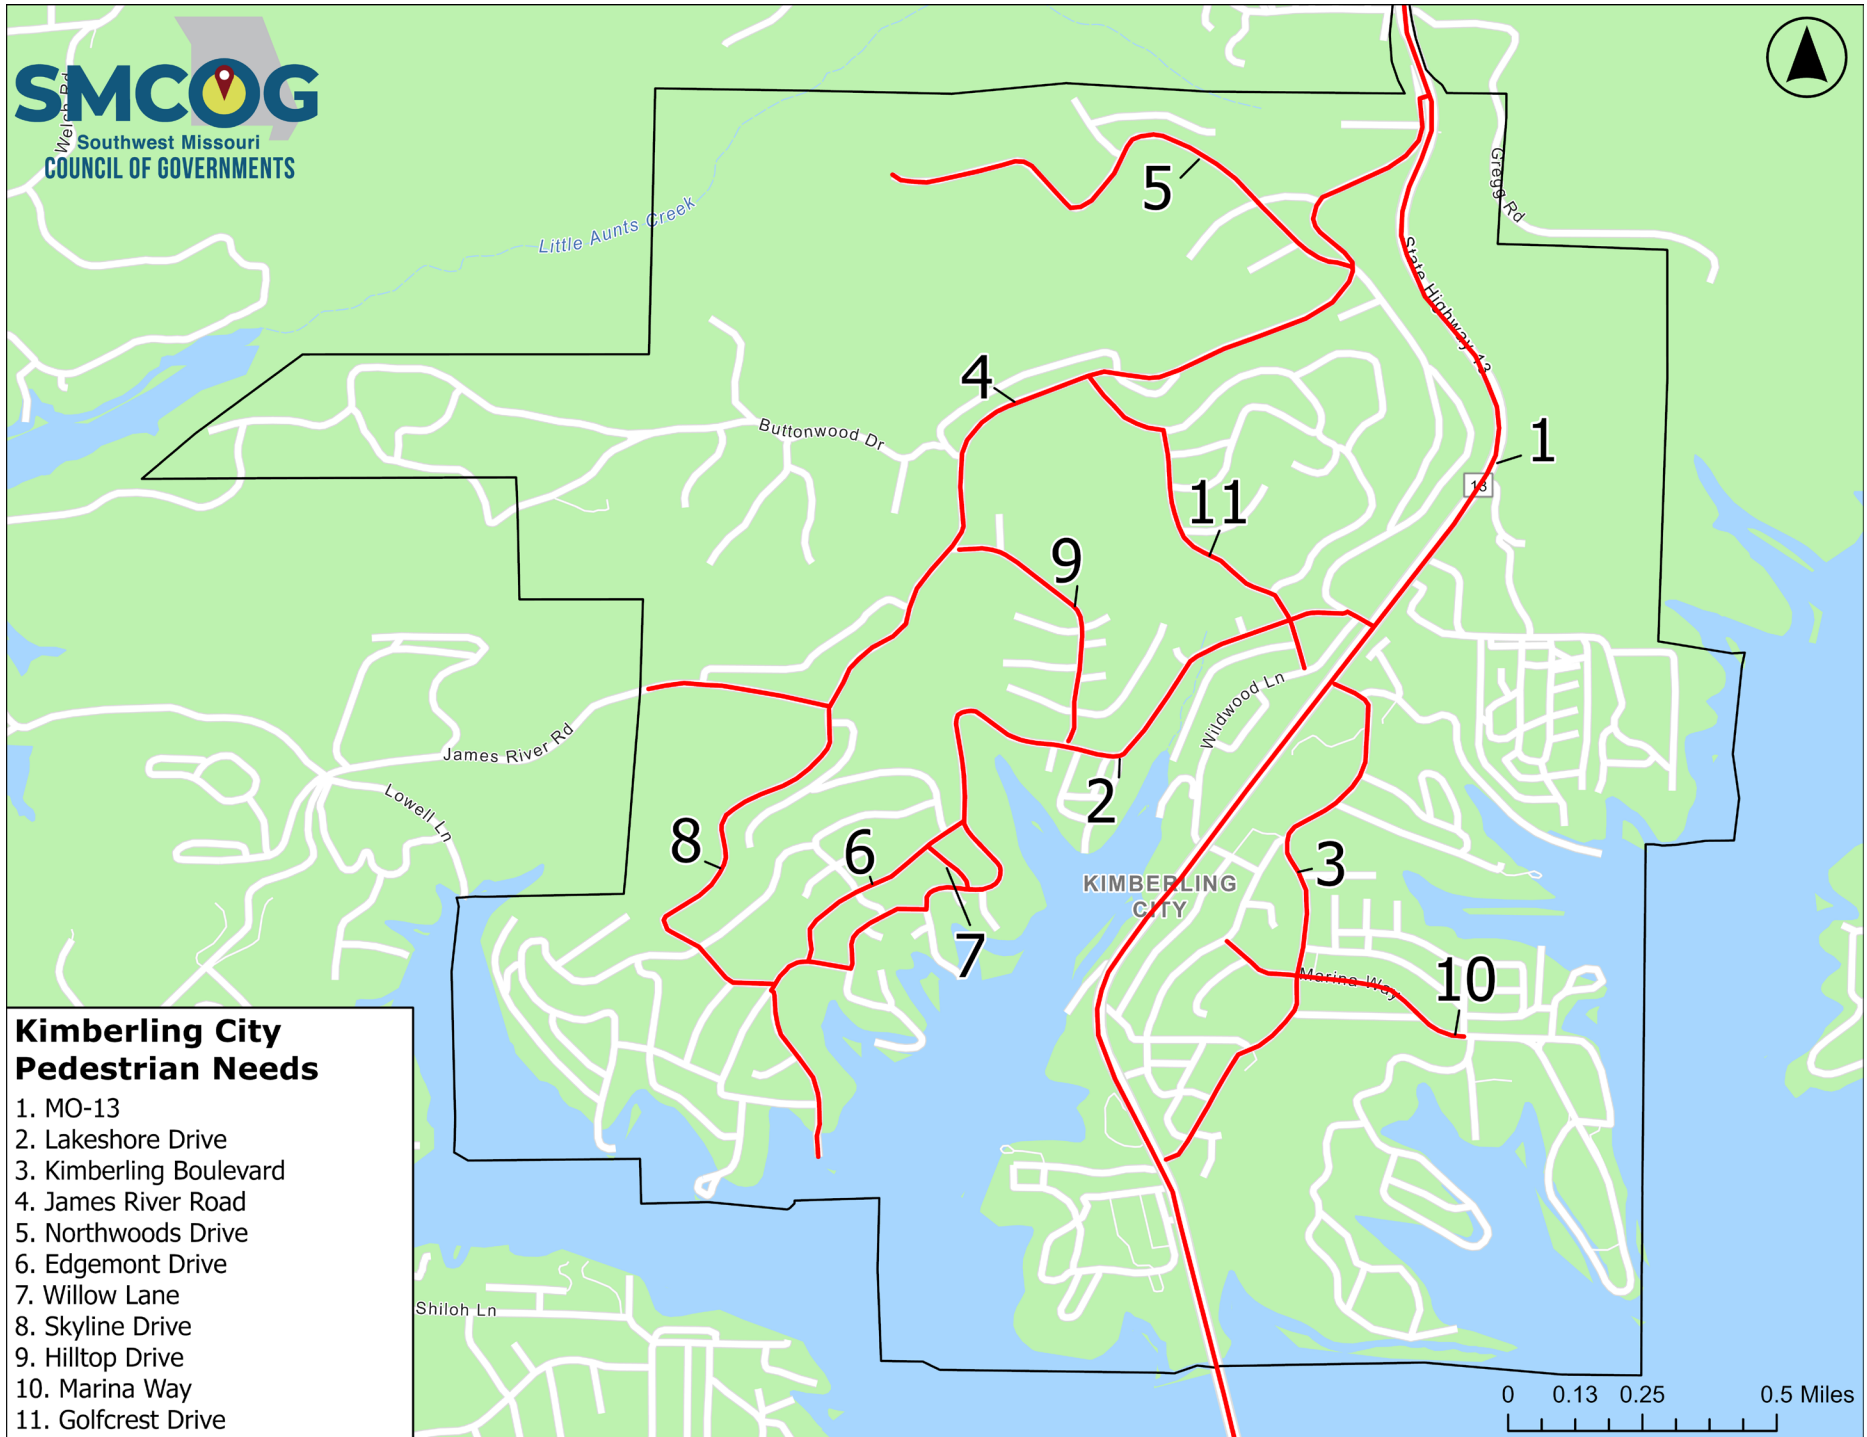 SMCOG
Southwest Missouri
COUNCIL OF GOVERNMENTS
Welch Rd
Little Aunts Creek
Gregg Rd
State Highway 13
5
4
Buttonwood Dr
1
13
11
9
Wildwood Ln
James River Rd
Lowell Ln
2
8
6
3
KIMBERLING
CITY
7
Marina Way
10
Shiloh Ln
Kimberling City
Pedestrian Needs
1. MO-13
2. Lakeshore Drive
3. Kimberling Boulevard
4. James River Road
5. Northwoods Drive
6. Edgemont Drive
7. Willow Lane
8. Skyline Drive
9. Hilltop Drive
10. Marina Way
11. Golfcrest Drive
0 0.13 0.25 0.5 Miles